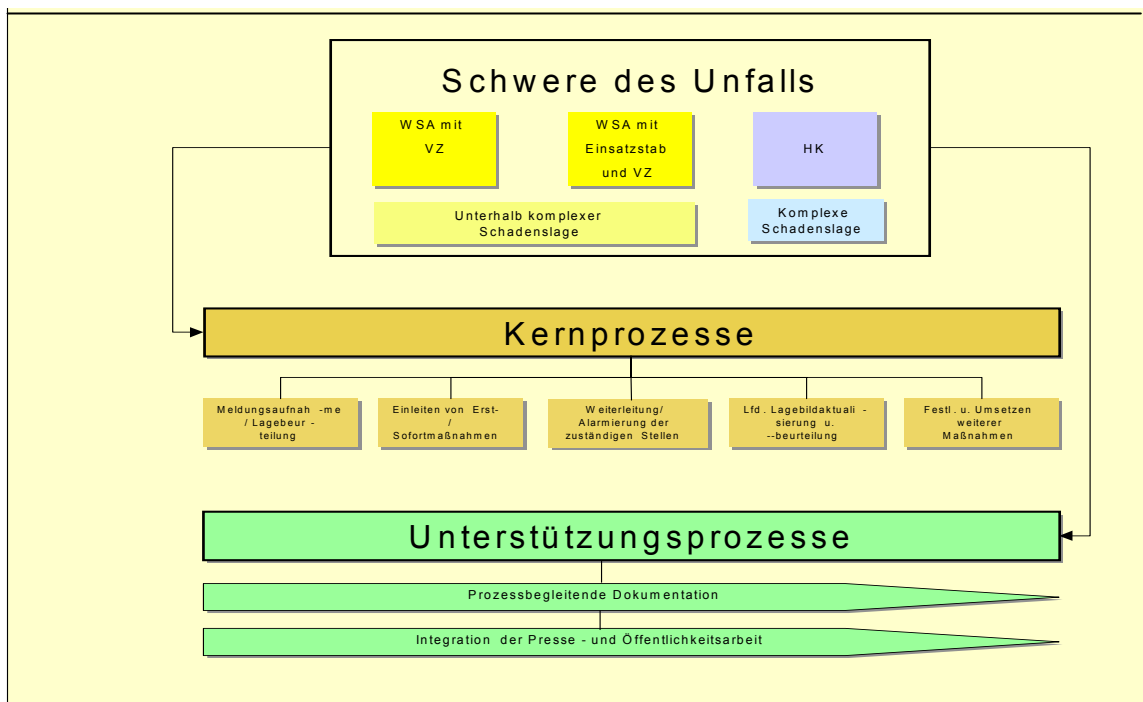 Schwere des Unfalls
WSA mit
VZ
WSA mit
Einsatzstab
und VZ
HK
Unterhalb komplexer
Schadenslage
Komplexe
Schadenslage
Kernprozesse
Meldungsaufnah -me
/ Lagebeur -
teilung
Einleiten von Erst-
/
Sofortmaßnahmen
Weiterleitung/
Alarmierung der
zuständigen Stellen
Lfd. Lagebildaktuali -
sierung u.
--beurteilung
Festl. u. Umsetzen
weiterer
Maßnahmen
Unterstützungsprozesse
Prozessbegleitende Dokumentation
Integration der Presse - und Öffentlichkeitsarbeit